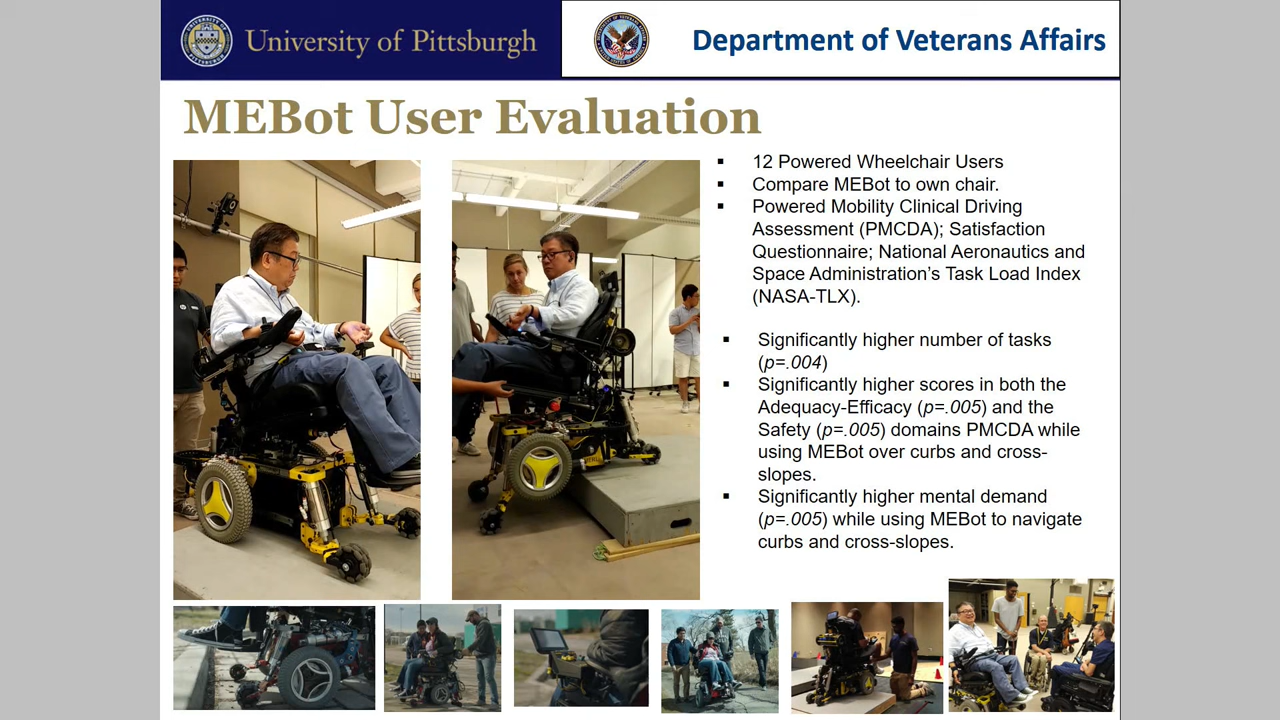 University of Pittsburgh
Department of Veterans Affairs
MEBot User Evaluation
▪ 12 Powered Wheelchair Users
▪ Compare MEBot to own chair.
▪ Powered Mobility Clinical Driving
Assessment (PMCDA); Satisfaction
Questionnaire; National Aeronautics and
Space Administration’s Task Load Index
(NASA-TLX).
▪ Significantly higher number of tasks
(p=.004)
▪ Significantly higher scores in both the
Adequacy-Efficacy (p=.005) and the
Safety (p=.005) domains PMCDA while
using MEBot over curbs and cross-
slopes.
▪ Significantly higher mental demand
(p=.005) while using MEBot to navigate
curbs and cross-slopes.